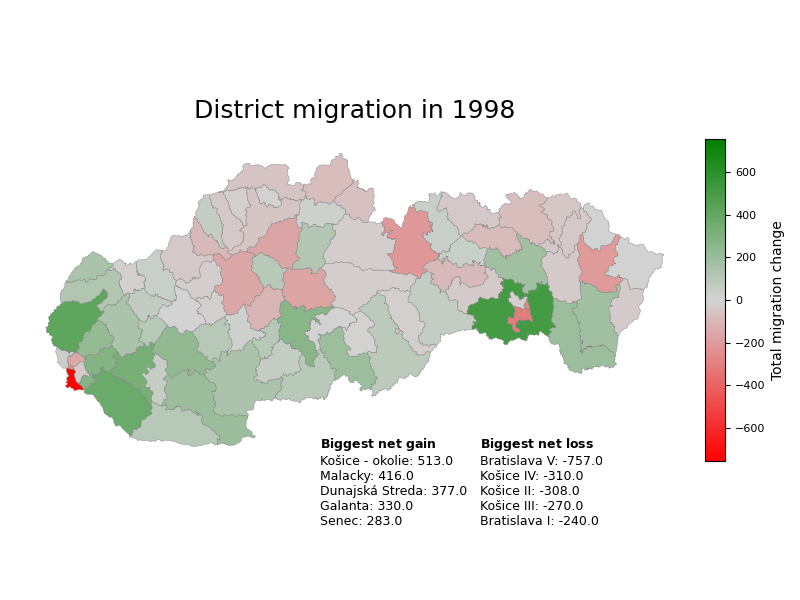 District migration in 1998
600
400
200
0
−200
−400
−600
Total migration change
Biggest net gain
Košice - okolie: 513.0
Malacky: 416.0
Dunajská Streda: 377.0
Galanta: 330.0
Senec: 283.0
Biggest net loss
Bratislava V: -757.0
Košice IV: -310.0
Košice II: -308.0
Košice III: -270.0
Bratislava I: -240.0